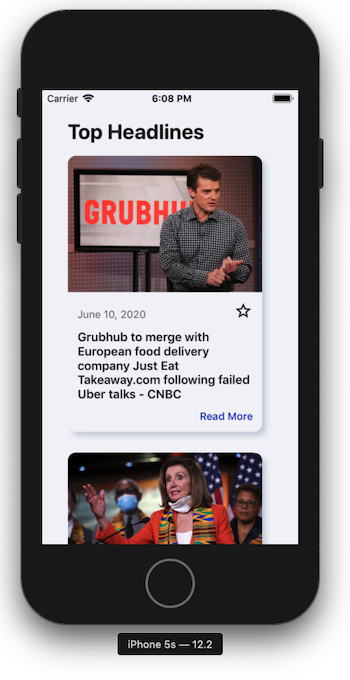 Carrier 6:08 PM
Top Headlines
GRUBHU
June 10, 2020
Grubhub to merge with
European food delivery
company Just Eat
Takeaway.com following failed
Uber talks - CNBC
Read More
iPhone 5s — 12.2